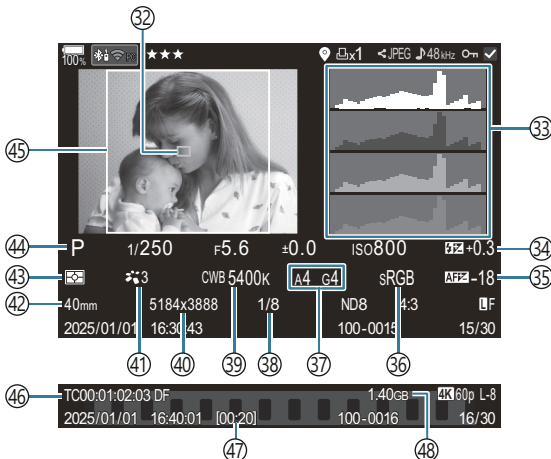 32
100% PC ★★★ x1 JPEG 48kHz
33
45
44 P 1/250 F5.6 ±0.0 ISO800 +0.3 34
43 3 CWB 5400K A4 G4 sRGB AF -18 35
42 40mm 5184x3888 1/8 ND8 4:3 LF
2025/01/01 16:30:43 100-0015 15/30
41 40 39 38 37 36
46 TC00:01:02:03 DF 1.40GB 4K 60p L-8
2025/01/01 16:40:01 [00:20] 100-0016 16/30
47 48